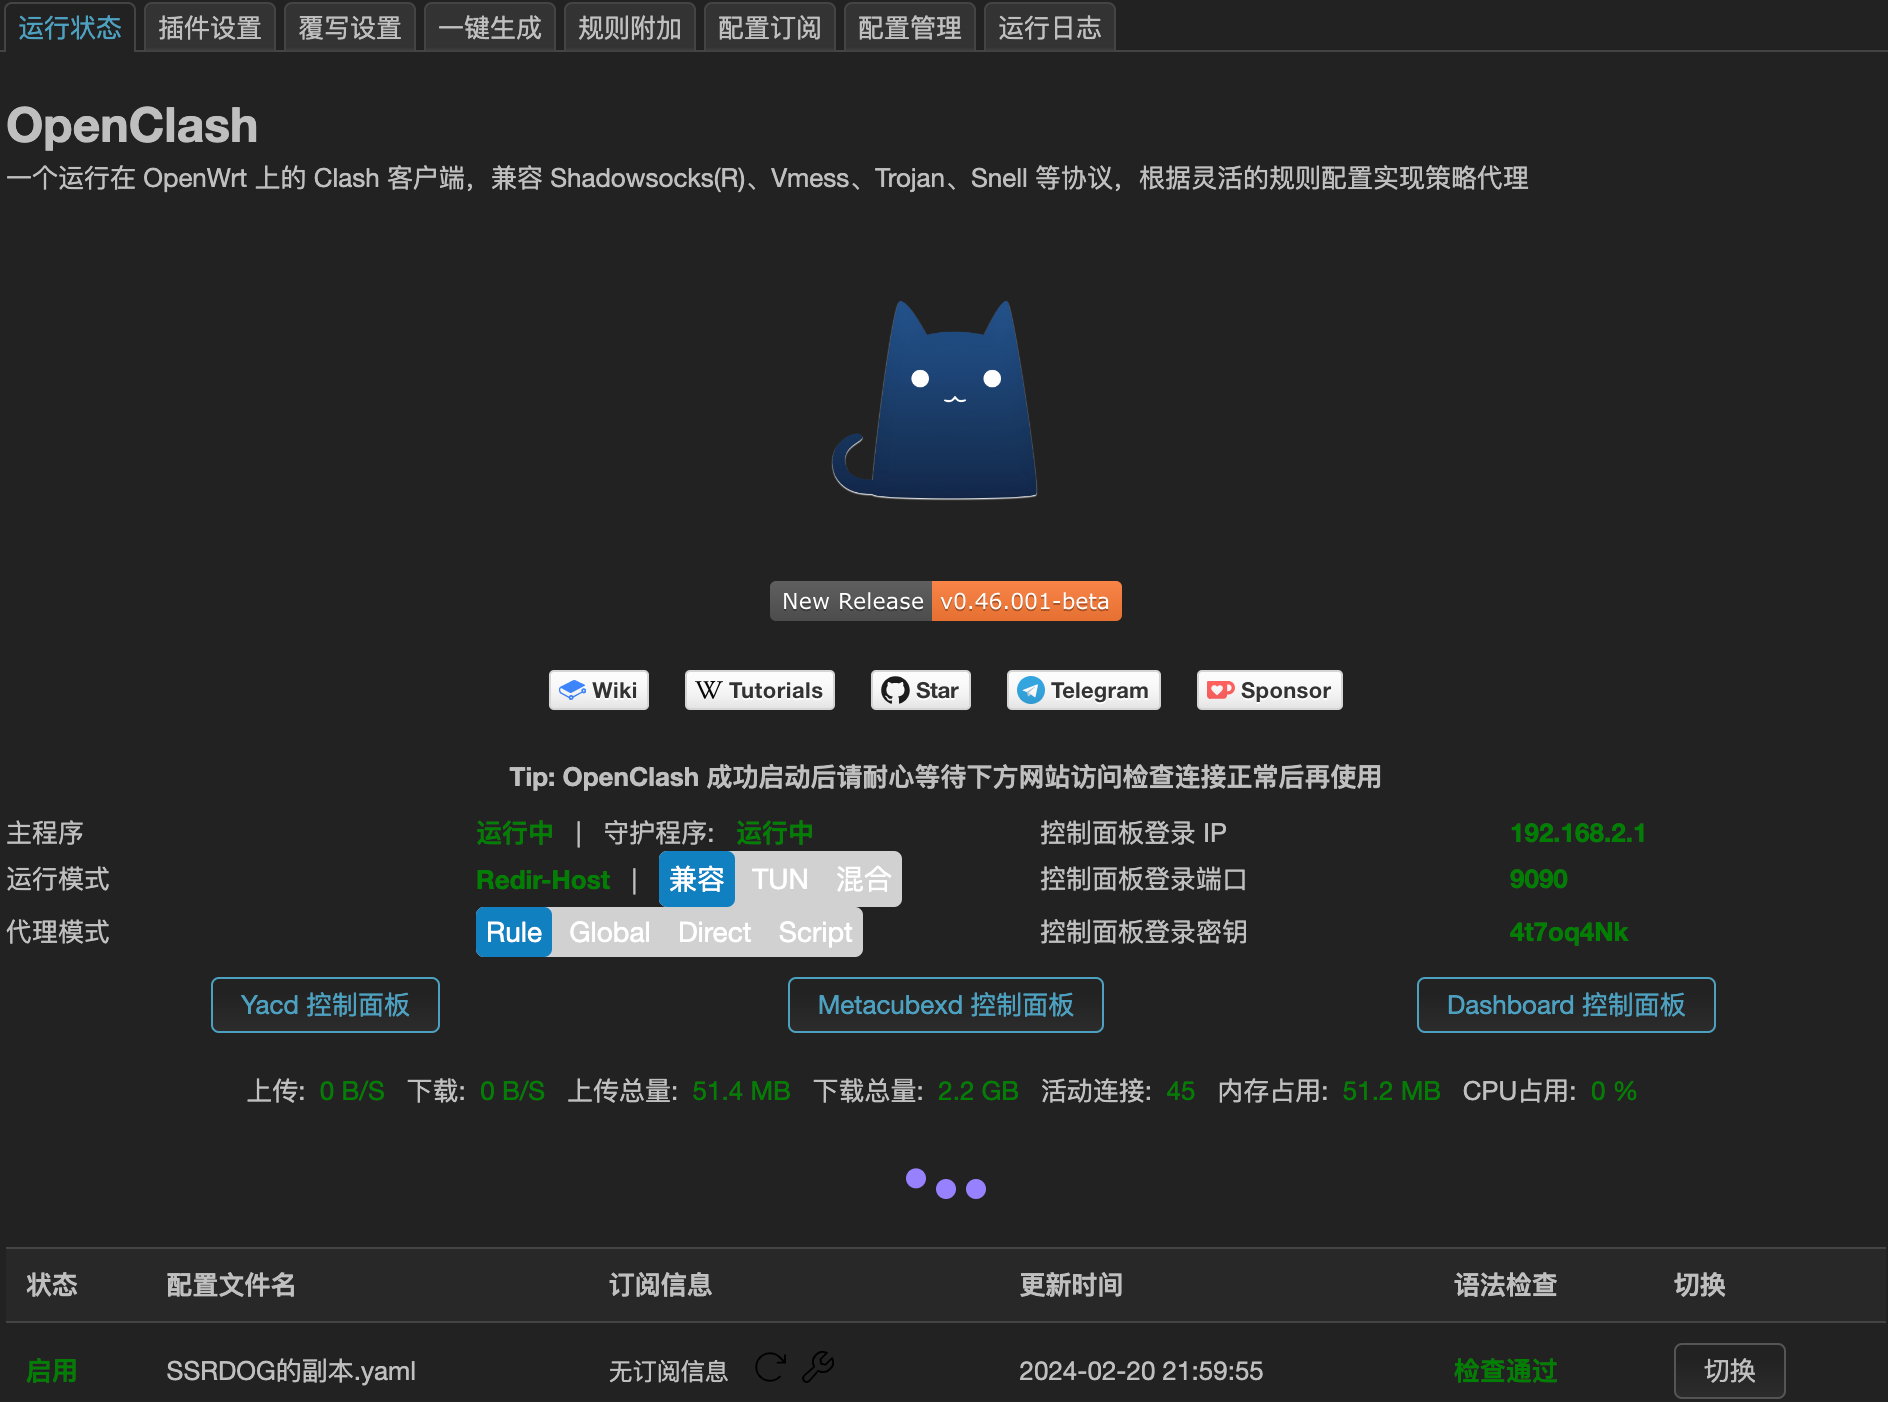 运行状态 插件设置 覆写设置 一键生成 规则附加 配置订阅 配置管理 运行日志
OpenClash
一个运行在 OpenWrt 上的 Clash 客户端，兼容 Shadowsocks(R)、Vmess、Trojan、Snell 等协议，根据灵活的规则配置实现策略代理
New Release v0.46.001-beta
Wiki Tutorials Star Telegram Sponsor
Tip: OpenClash 成功启动后请耐心等待下方网站访问检查连接正常后再使用
主程序 运行中 | 守护程序: 运行中 控制面板登录 IP 192.168.2.1
运行模式 Redir-Host | 兼容 TUN 混合 控制面板登录端口 9090
代理模式 Rule Global Direct Script 控制面板登录密钥 4t7oq4Nk
Yacd 控制面板 Metacubexd 控制面板 Dashboard 控制面板
上传: 0 B/S 下载: 0 B/S 上传总量: 51.4 MB 下载总量: 2.2 GB 活动连接: 45 内存占用: 51.2 MB CPU占用: 0 %
状态 配置文件名 订阅信息 更新时间 语法检查 切换
启用 SSRDOG的副本.yaml 无订阅信息 2024-02-20 21:59:55 检查通过 切换